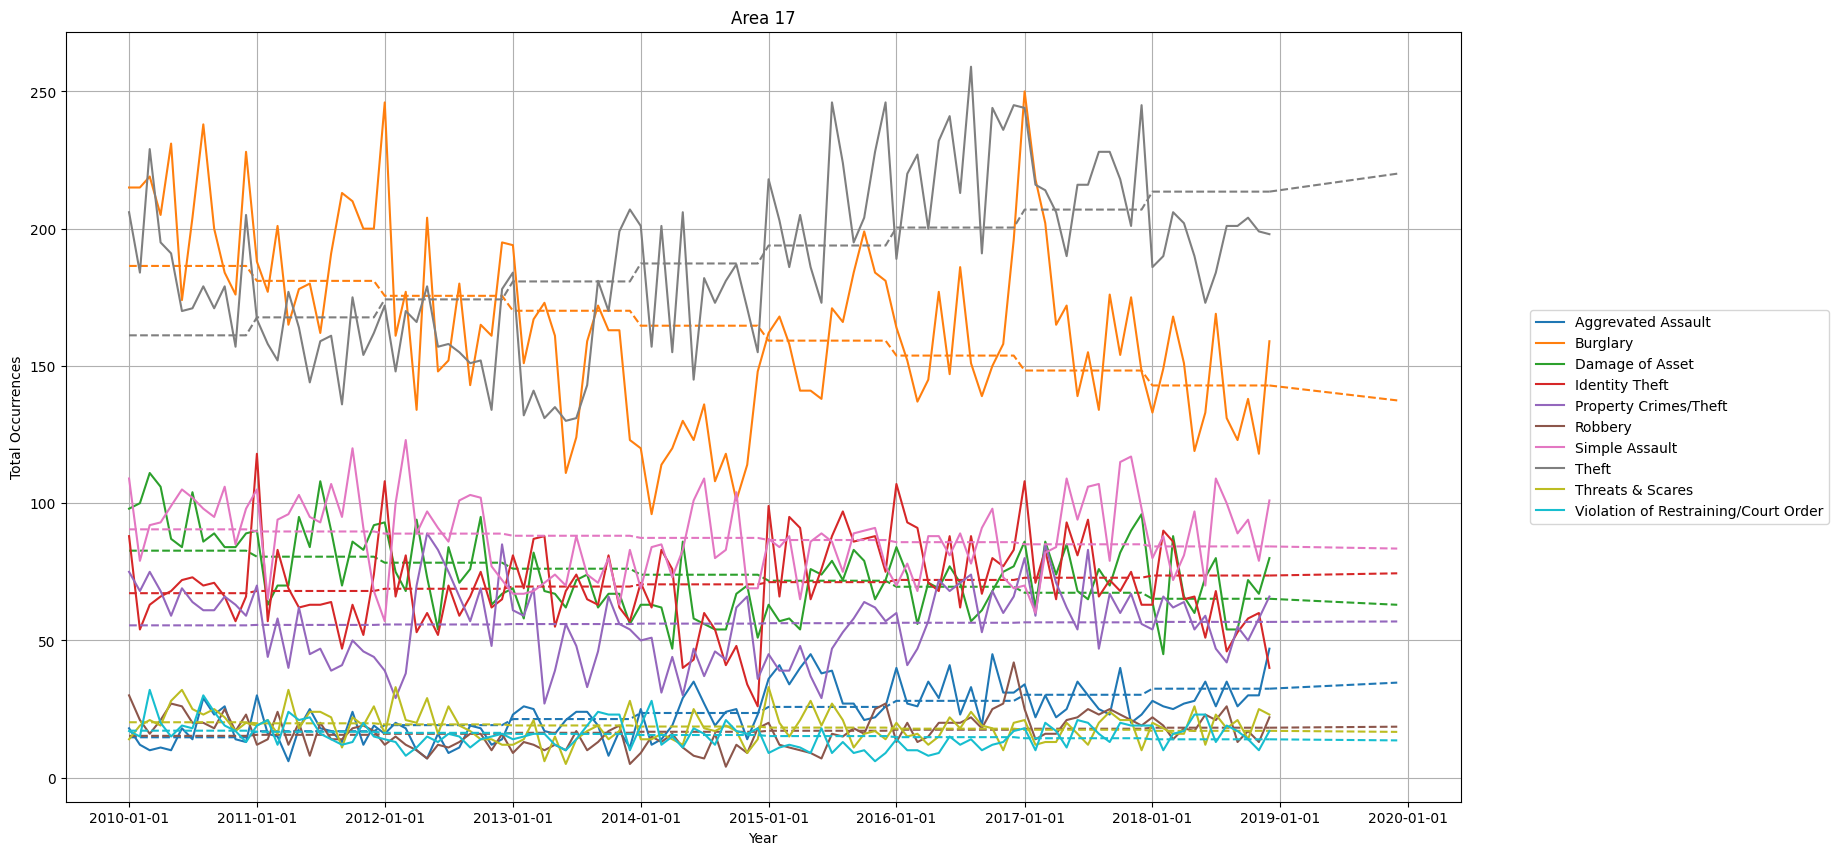 Area 17
Total Occurrences
250
200
150
100
50
0
2010-01-01
2011-01-01
2012-01-01
2013-01-01
2014-01-01
2015-01-01
2016-01-01
2017-01-01
2018-01-01
2019-01-01
2020-01-01
Year
Aggrevated Assault
Burglary
Damage of Asset
Identity Theft
Property Crimes/Theft
Robbery
Simple Assault
Theft
Threats & Scares
Violation of Restraining/Court Order